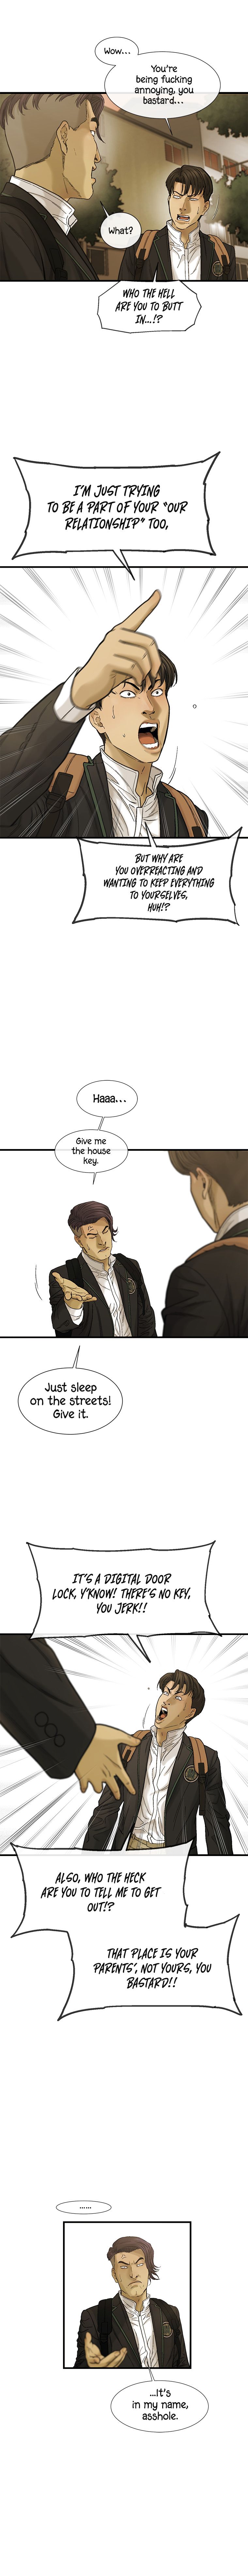 Wow...
You're
being fucking
annoying, you
bastard...
What?
WHO THE HELL
ARE YOU TO BUTT
IN...!?
I'M JUST TRYING
TO BE A PART OF YOUR "OUR
RELATIONSHIP" TOO,
BUT WHY ARE
YOU OVERREACTING AND
WANTING TO KEEP EVERYTHING
TO YOURSELVES,
HUH!?
Haaa...
Give me
the house
key.
Just sleep
on the streets!
Give it.
IT'S A DIGITAL DOOR
LOCK, Y'KNOW! THERE'S NO KEY,
YOU JERK!!
ALSO, WHO THE HECK
ARE YOU TO TELL ME TO GET
OUT!?
THAT PLACE IS YOUR
PARENTS', NOT YOURS, YOU
BASTARD!!
......
...It's
in my name,
asshole.